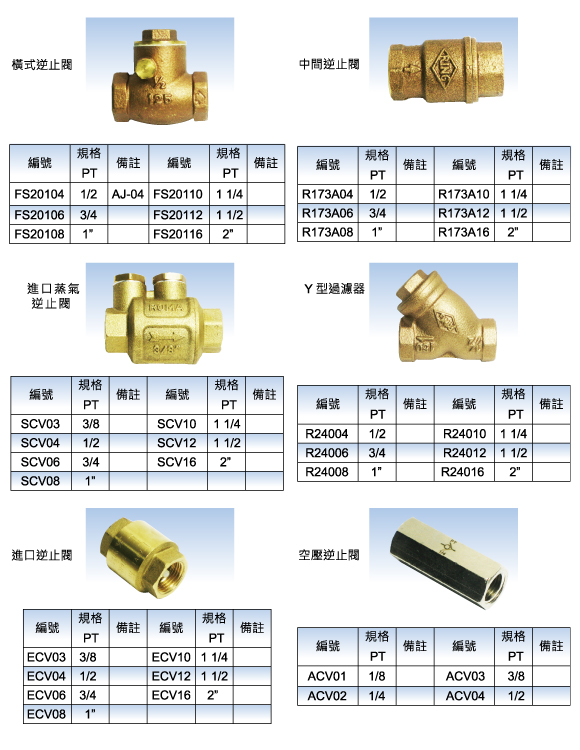 橫式逆止閥
1/2
125
編號 規格 PT 備註 編號 規格 PT 備註
FS20104 1/2 AJ-04 FS20110 1 1/4
FS20106 3/4 FS20112 1 1/2
FS20108 1" FS20116 2"
中間逆止閥
RING
編號 規格 PT 備註 編號 規格 PT 備註
R173A04 1/2 R173A10 1 1/4
R173A06 3/4 R173A12 1 1/2
R173A08 1" R173A16 2"
進口蒸氣
逆止閥
ROMA
3/8"
編號 規格 PT 備註 編號 規格 PT 備註
SCV03 3/8 SCV10 1 1/4
SCV04 1/2 SCV12 1 1/2
SCV06 3/4 SCV16 2"
SCV08 1"
Y型過濾器
編號 規格 PT 備註 編號 規格 PT 備註
R24004 1/2 R24010 1 1/4
R24006 3/4 R24012 1 1/2
R24008 1" R24016 2"
進口逆止閥
編號 規格 PT 備註 編號 規格 PT 備註
ECV03 3/8 ECV10 1 1/4
ECV04 1/2 ECV12 1 1/2
ECV06 3/4 ECV16 2"
ECV08 1"
空壓逆止閥
編號 規格 PT 備註 編號 規格 PT 備註
ACV01 1/8 ACV03 3/8
ACV02 1/4 ACV04 1/2